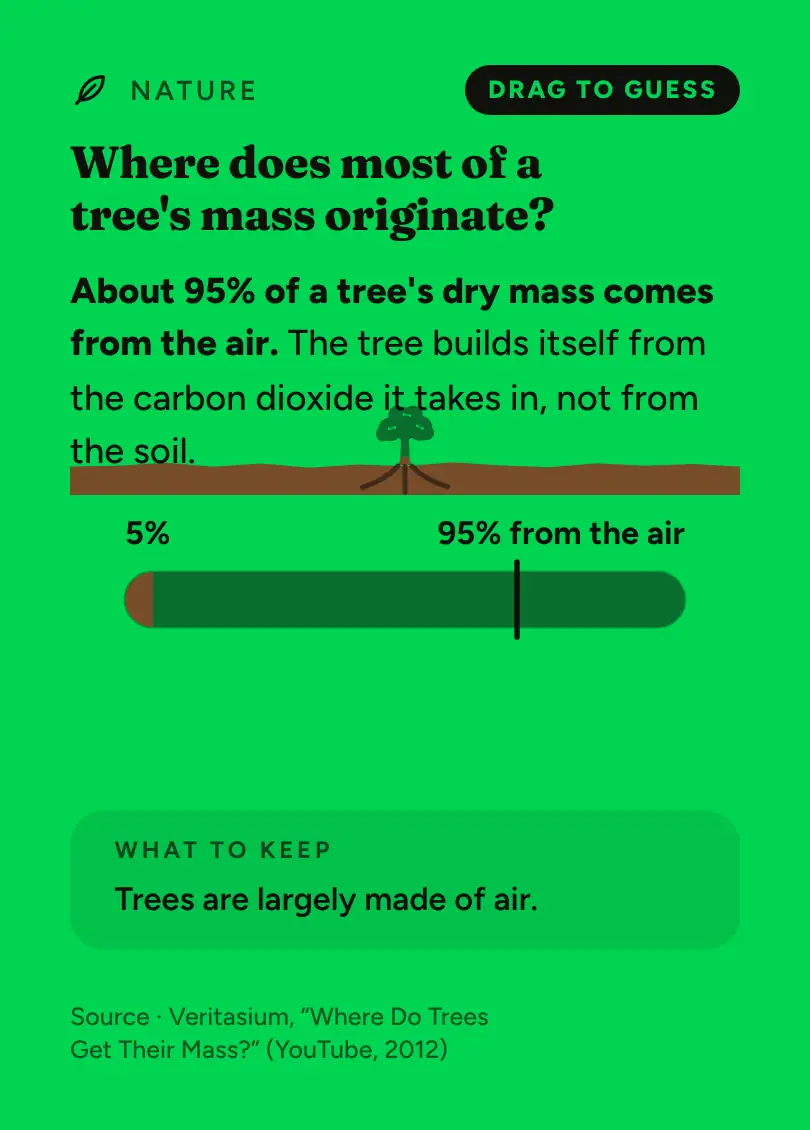 NATURE
DRAG TO GUESS
Where does most of a
tree's mass originate?
About 95% of a tree's dry mass comes
from the air. The tree builds itself from
the carbon dioxide it takes in, not from
the soil.
5%
95% from the air
WHAT TO KEEP
Trees are largely made of air.
Source · Veritasium, “Where Do Trees
Get Their Mass?” (YouTube, 2012)